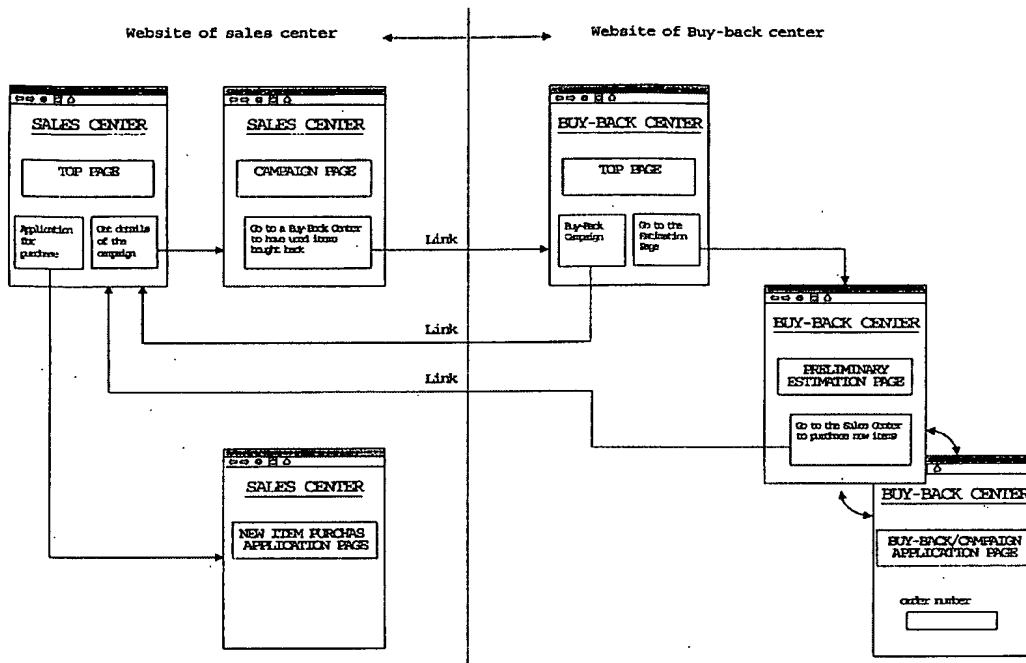 Website of sales center
Website of Buy-back center
SALES CENTER
TOP PAGE
Application
for
purchase
Get details
of the
campaign
SALES CENTER
CAMPAIGN PAGE
Go to a Buy-Back Center
to have used items
bought back
Link
BUY-BACK CENTER
TOP PAGE
Buy-Back
Campaign
Go to the
Estimation
Page
Link
Link
BUY-BACK CENTER
PRELIMINARY
ESTIMATION PAGE
Go to the Sales Center
to purchase new items
SALES CENTER
NEW ITEM PURCHAS
APPLICATION PAGE
BUY-BACK CENTER
BUY-BACK/CAMPAIGN
APPLICATION PAGE
order number